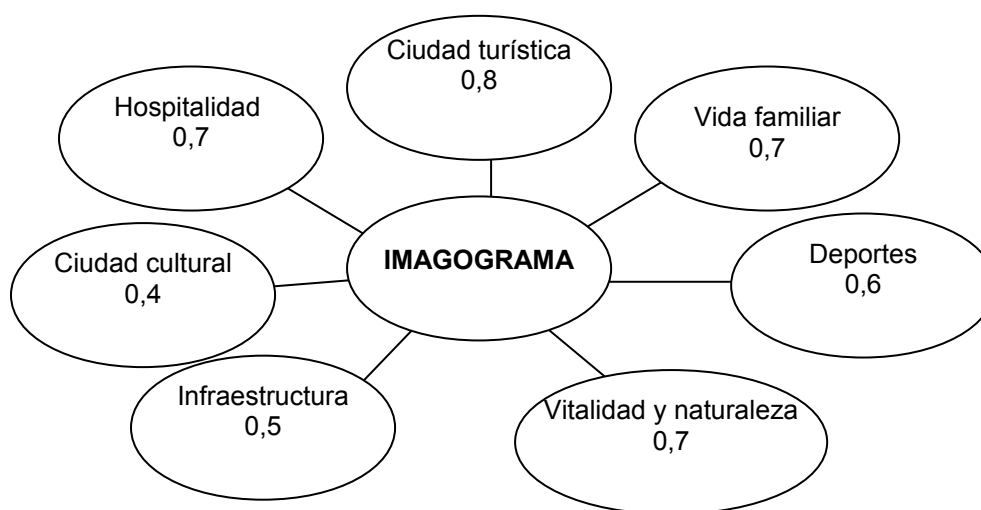 Ciudad turística
0,8
Hospitalidad
0,7
Vida familiar
0,7
IMAGOGRAMA
Ciudad cultural
0,4
Deportes
0,6
Infraestructura
0,5
Vitalidad y naturaleza
0,7